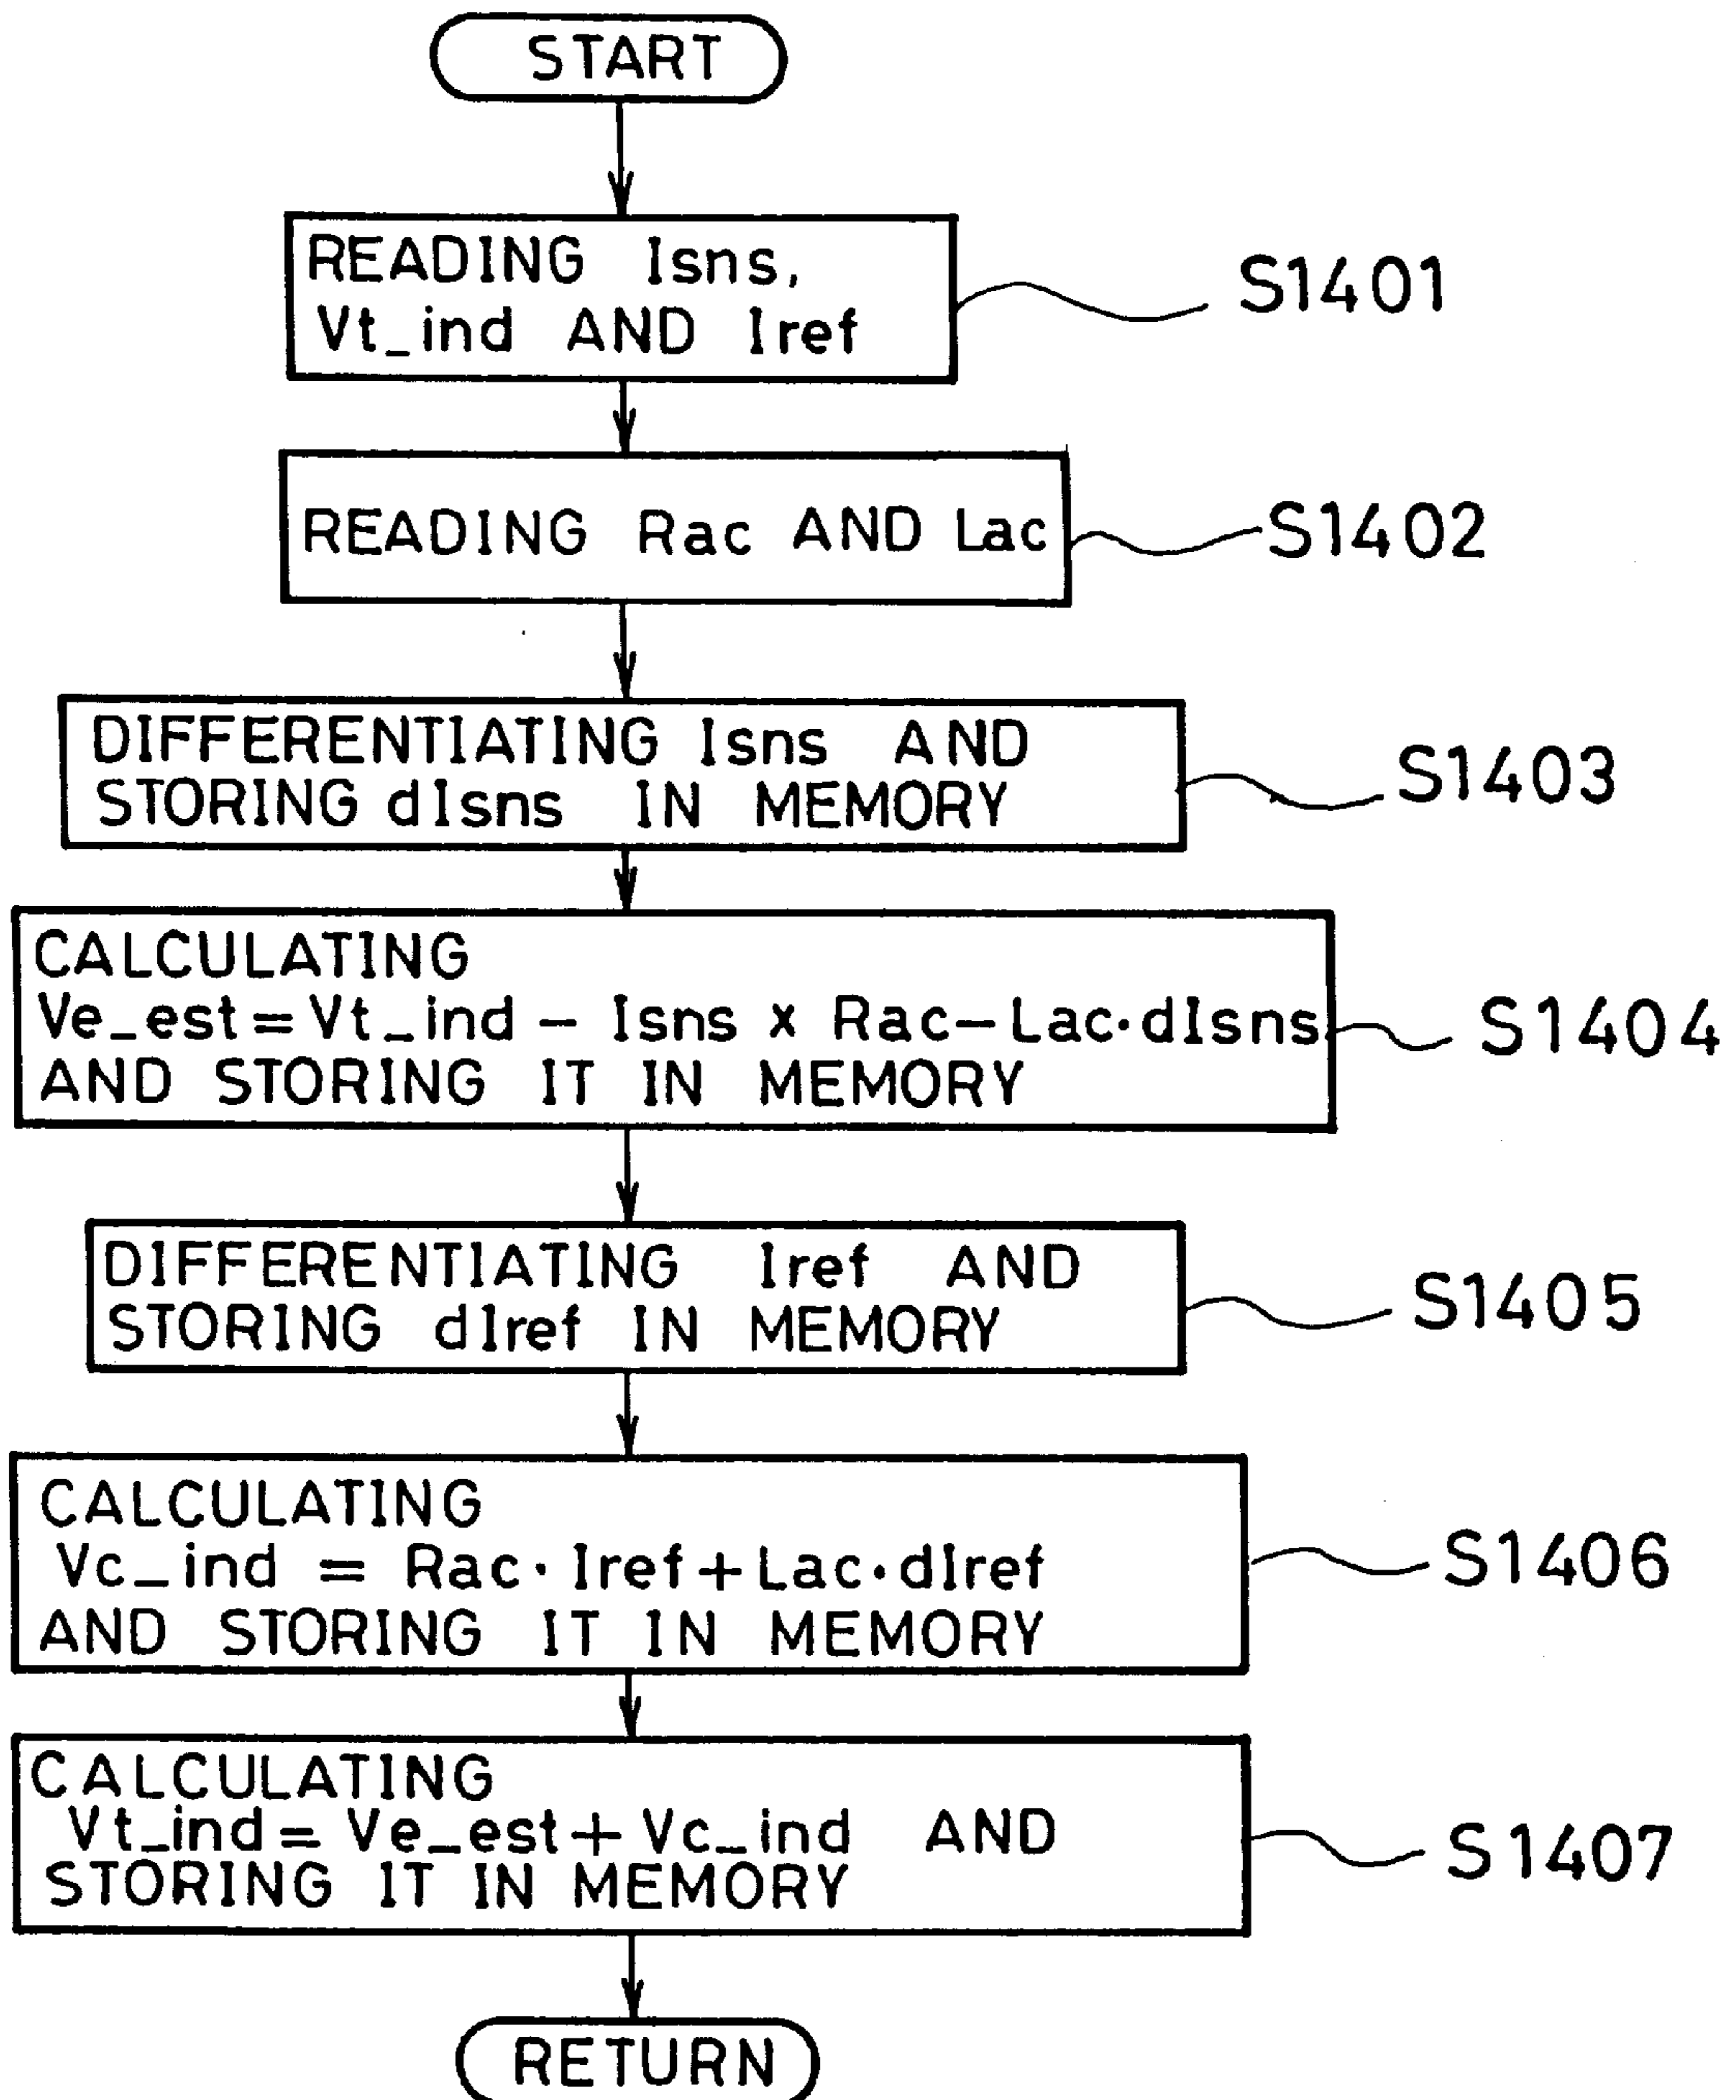 START
READING Isns,
Vt_ind AND Iref
S1401
READING Rac AND Lac
S1402
DIFFERENTIATING Isns AND
STORING dIsns IN MEMORY
S1403
CALCULATING
Ve_est = Vt_ind - Isns x Rac-Lac·dIsns
AND STORING IT IN MEMORY
S1404
DIFFERENTIATING Iref AND
STORING dIref IN MEMORY
S1405
CALCULATING
Vc_ind = Rac· Iref + Lac·dIref
AND STORING IT IN MEMORY
S1406
CALCULATING
Vt_ind = Ve_est + Vc_ind AND
STORING IT IN MEMORY
S1407
RETURN